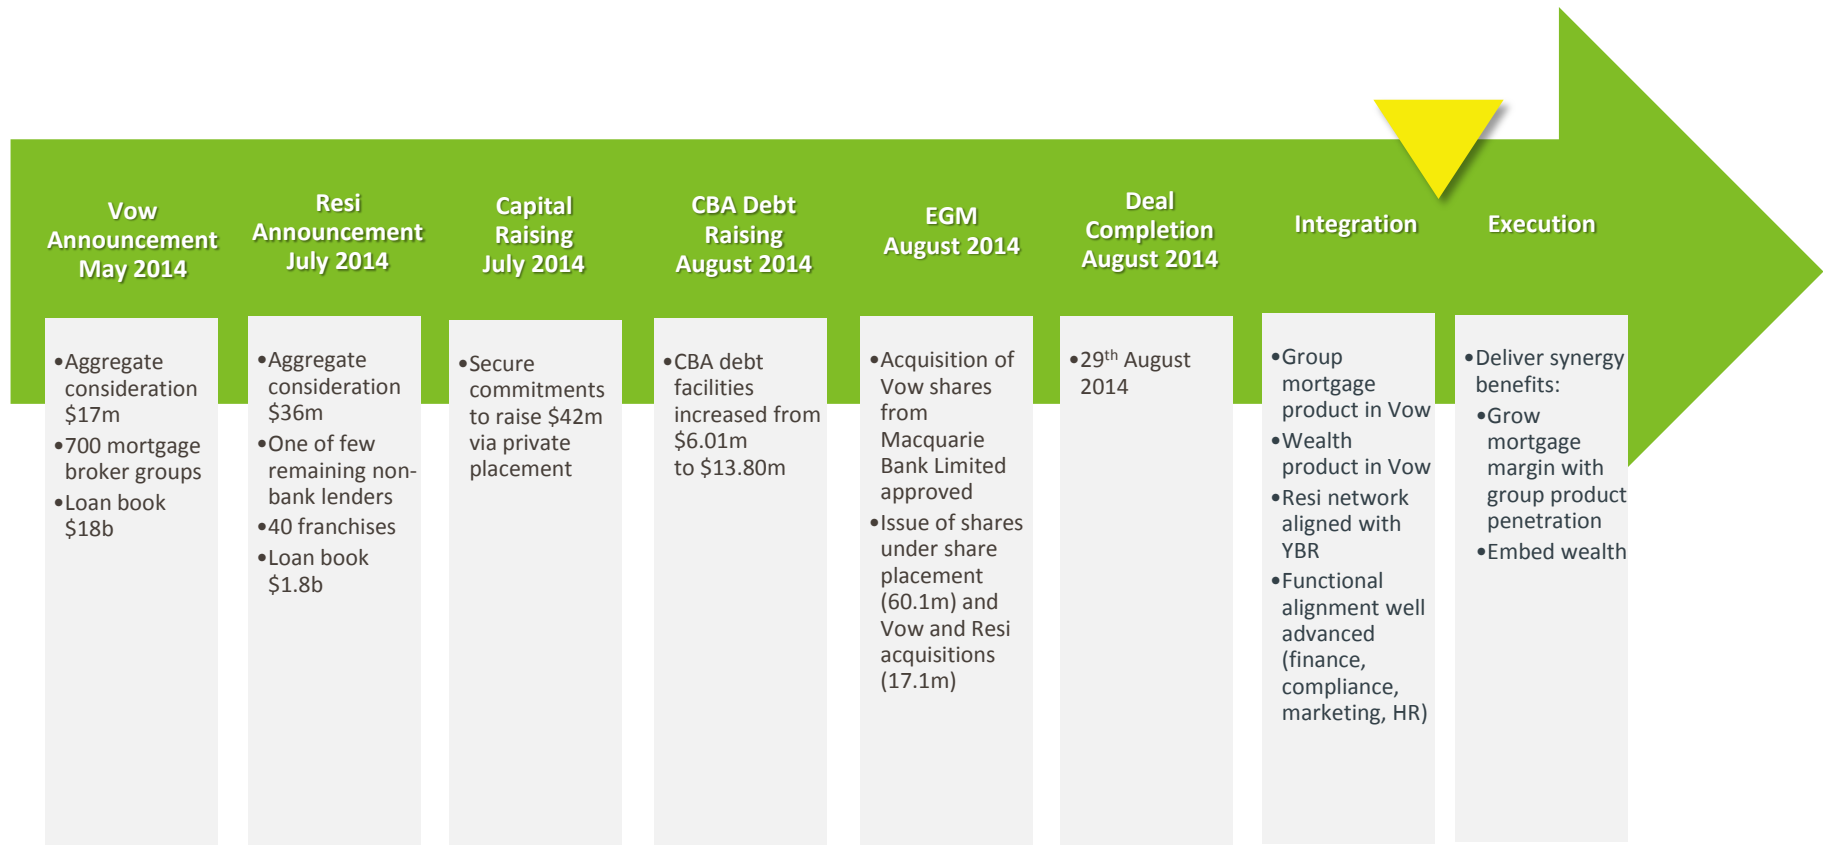 Vow
Announcement
May 2014
Resi
Announcement
July 2014
Capital
Raising
July 2014
CBA Debt
Raising
August 2014
EGM
August 2014
Deal
Completion
August 2014
Integration
Execution
•Aggregate
consideration
$17m
•700 mortgage
broker groups
•Loan book
$18b
•Aggregate
consideration
$36m
•One of few
remaining non-
bank lenders
•40 franchises
•Loan book
$1.8b
•Secure
commitments
to raise $42m
via private
placement
•CBA debt
facilities
increased from
$6.01m
to $13.80m
•Acquisition of
Vow shares
from
Macquarie
Bank Limited
approved
•Issue of shares
under share
placement
(60.1m) and
Vow and Resi
acquisitions
(17.1m)
•29th August
2014
•Group
mortgage
product in Vow
•Wealth
product in Vow
•Resi network
aligned with
YBR
•Functional
alignment well
advanced
(finance,
compliance,
marketing, HR)
•Deliver synergy
benefits:
•Grow
mortgage
margin with
group product
penetration
•Embed wealth